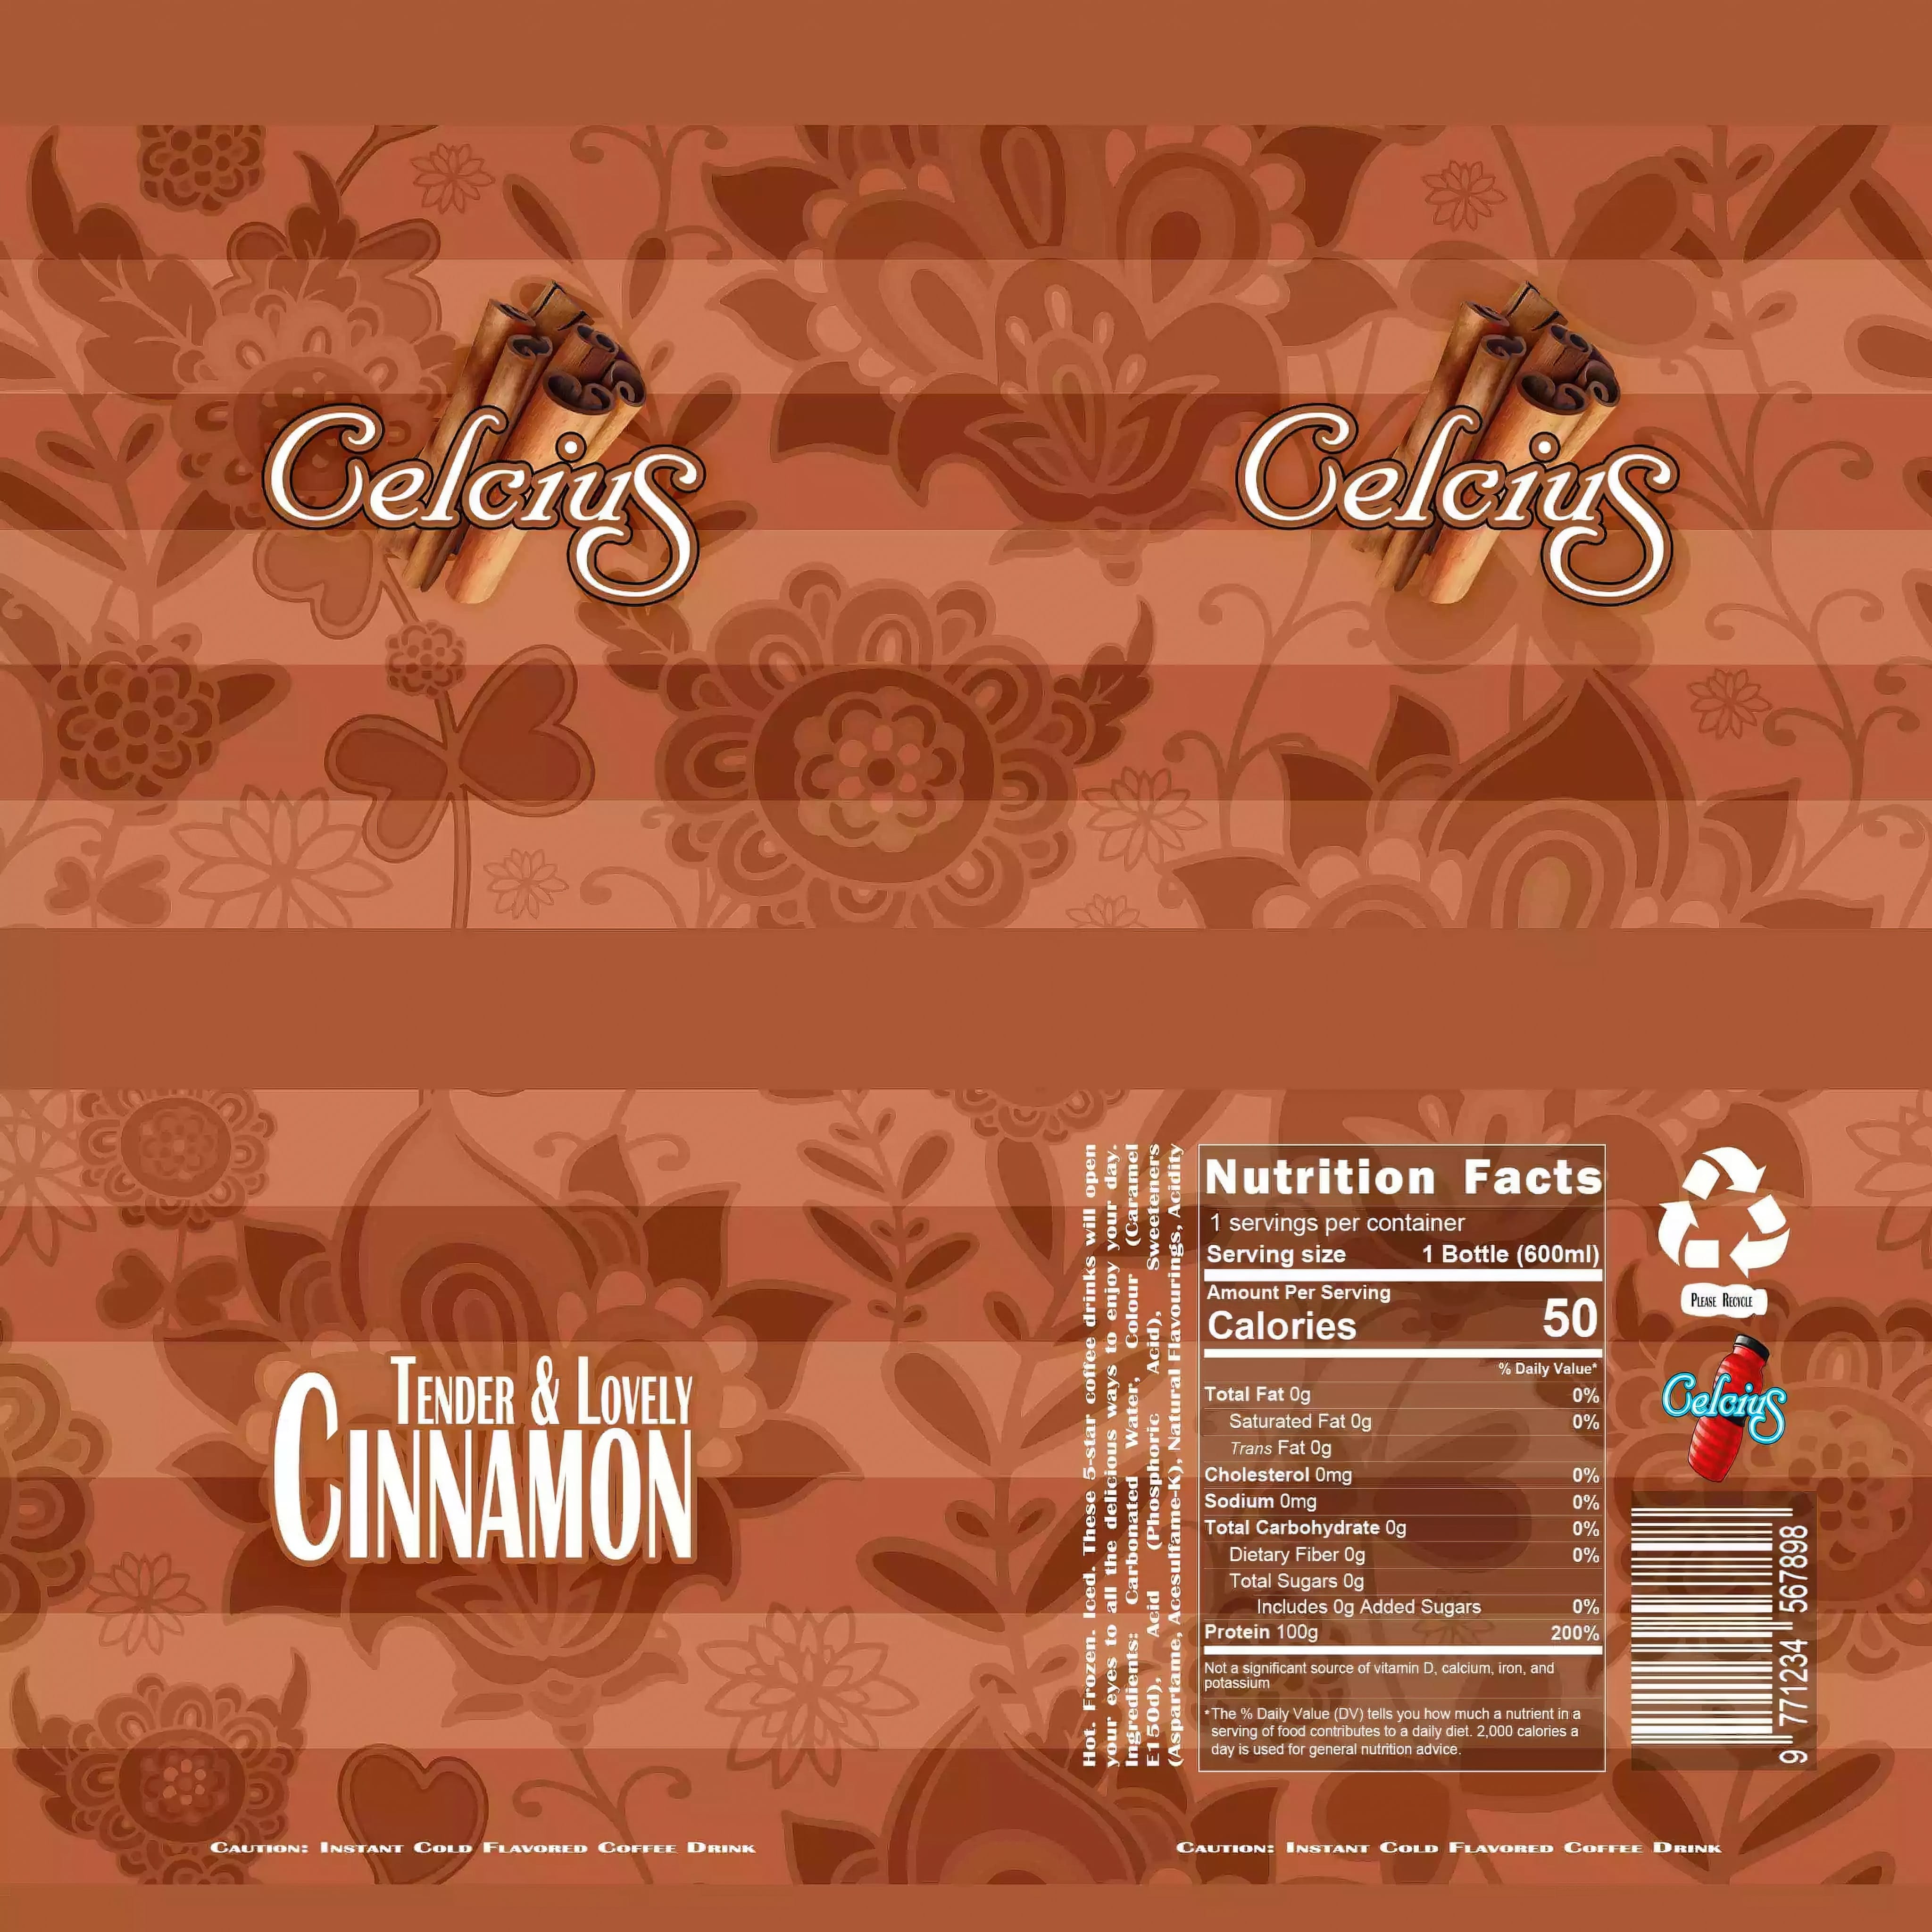 Celcius
Celcius
TENDER & LOVELY
CINNAMON
CAUTION: INSTANT COLD FLAVORED COFFEE DRINK
Hot. Frozen. Iced. These 5-star coffee drinks will open
your eyes to all the delicious ways to enjoy your day.
Ingredients: Carbonated Water, Colour (Caramel
E150d), Acid (Phosphoric Acid), Sweeteners
(Aspartame, Acesulfame-K), Natural Flavourings, Acidity
Nutrition Facts
1 servings per container
Serving size 1 Bottle (600ml)
Amount Per Serving
Calories 50
% Daily Value*
Total Fat 0g 0%
Saturated Fat 0g 0%
Trans Fat 0g
Cholesterol 0mg 0%
Sodium 0mg 0%
Total Carbohydrate 0g 0%
Dietary Fiber 0g 0%
Total Sugars 0g
Includes 0g Added Sugars 0%
Protein 100g 200%
Not a significant source of vitamin D, calcium, iron, and
potassium
*The % Daily Value (DV) tells you how much a nutrient in a
serving of food contributes to a daily diet. 2,000 calories a
day is used for general nutrition advice.
PLEASE RECYCLE
Celcius
9 771234 567898
CAUTION: INSTANT COLD FLAVORED COFFEE DRINK